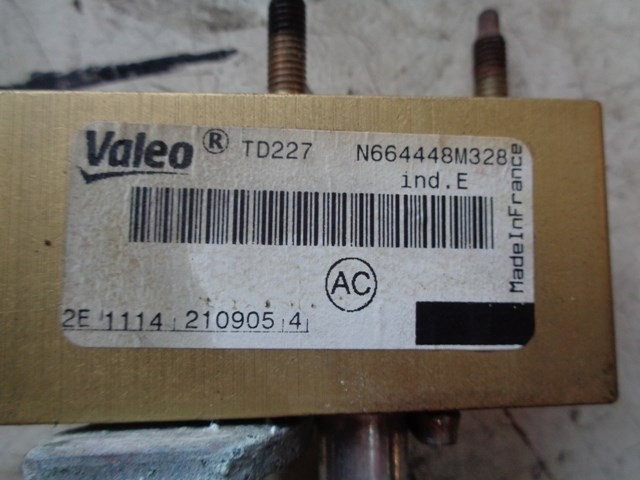 Valeo® TD227 N664448M328
ind.E
MadeInFrance
AC
2E 1114 210905 4